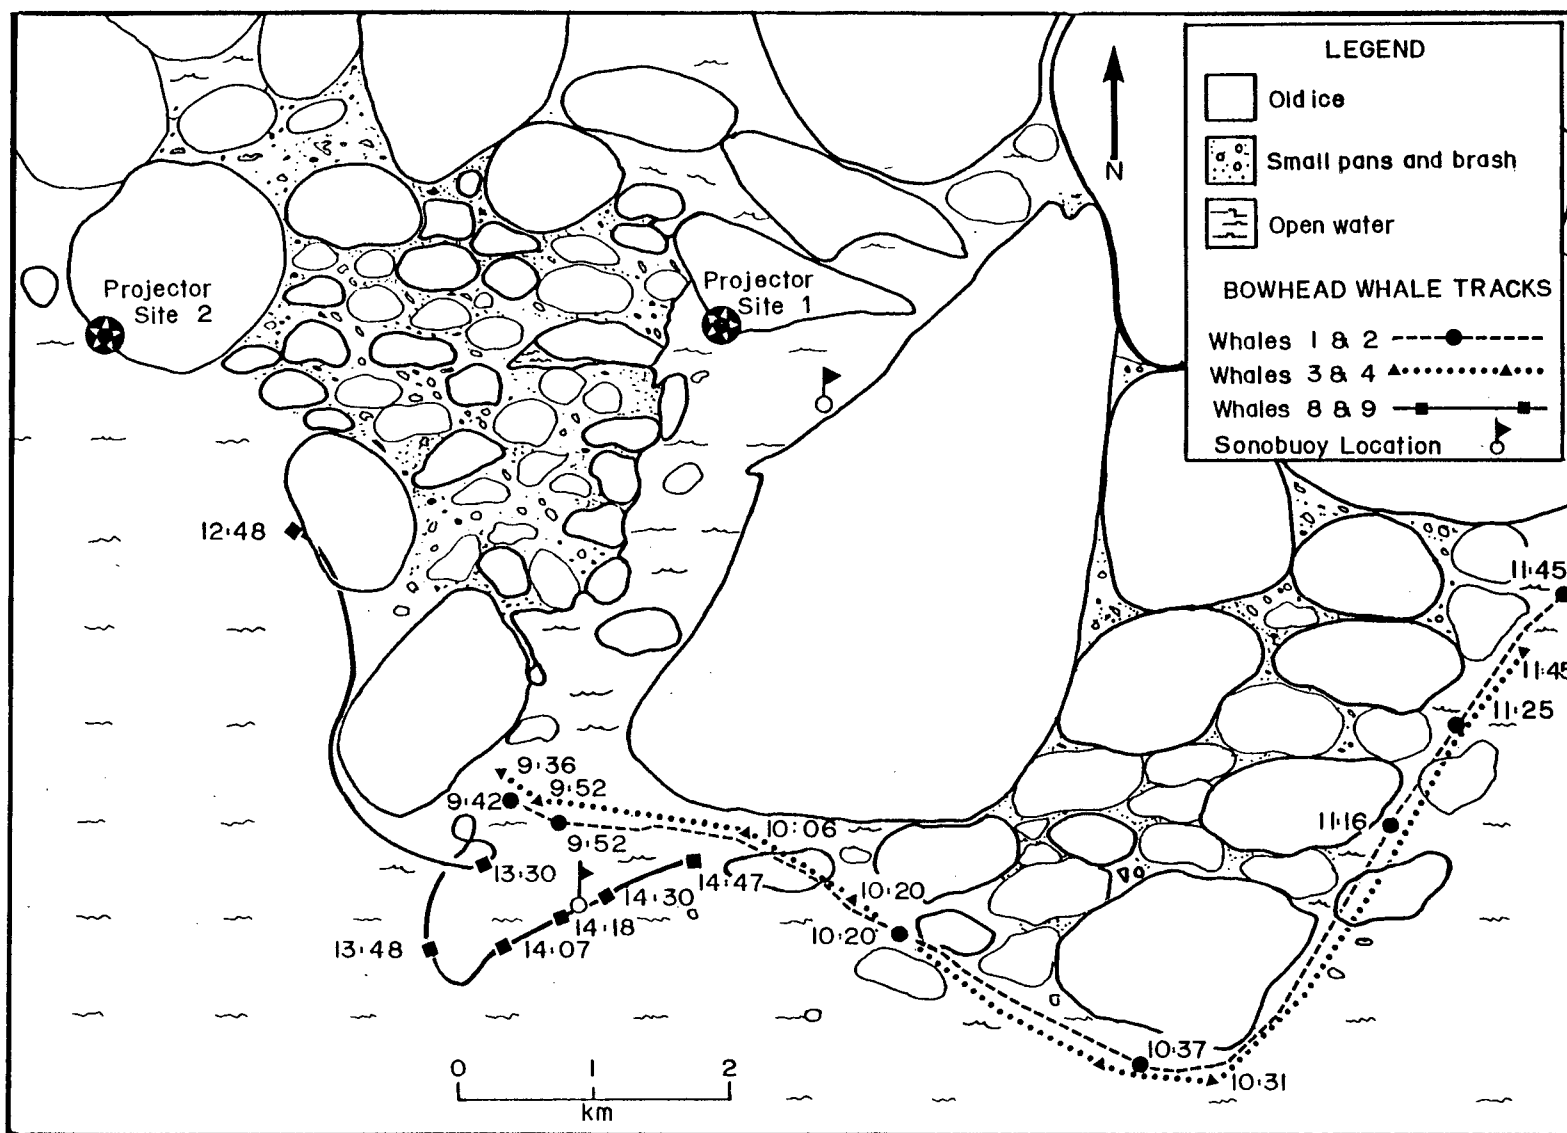 LEGEND
Old ice
Small pans and brash
Open water
BOWHEAD WHALE TRACKS
Whales 1 & 2
Whales 3 & 4
Whales 8 & 9
Sonobuoy Location
N
Projector
Site 2
Projector
Site 1
12:48
11:45
11:45
11:25
11:16
9:36
9:52
9:42
9:52
10:06
13:30
14:47
14:30
14:18
14:07
13:48
10:20
10:20
10:37
10:31
0 1 2
km